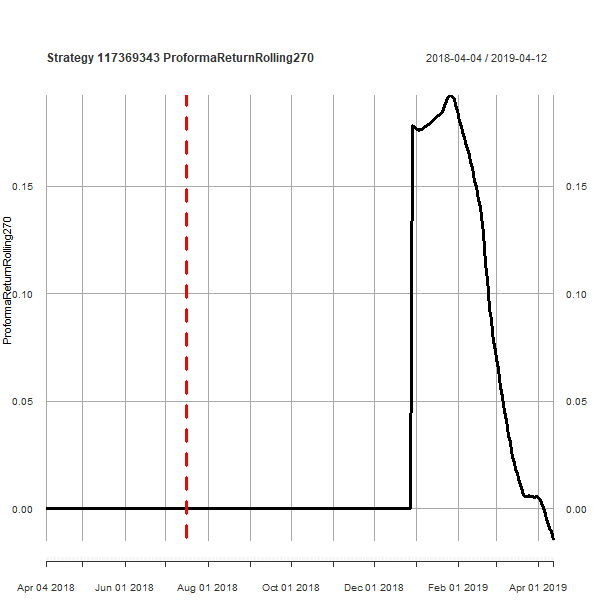 Strategy 117369343 ProformaReturnRolling270
2018-04-04 / 2019-04-12
ProformaReturnRolling270
0.15
0.15
0.10
0.10
0.05
0.05
0.00
0.00
Apr 04 2018
Jun 01 2018
Aug 01 2018
Oct 01 2018
Dec 03 2018
Feb 01 2019
Apr 01 2019